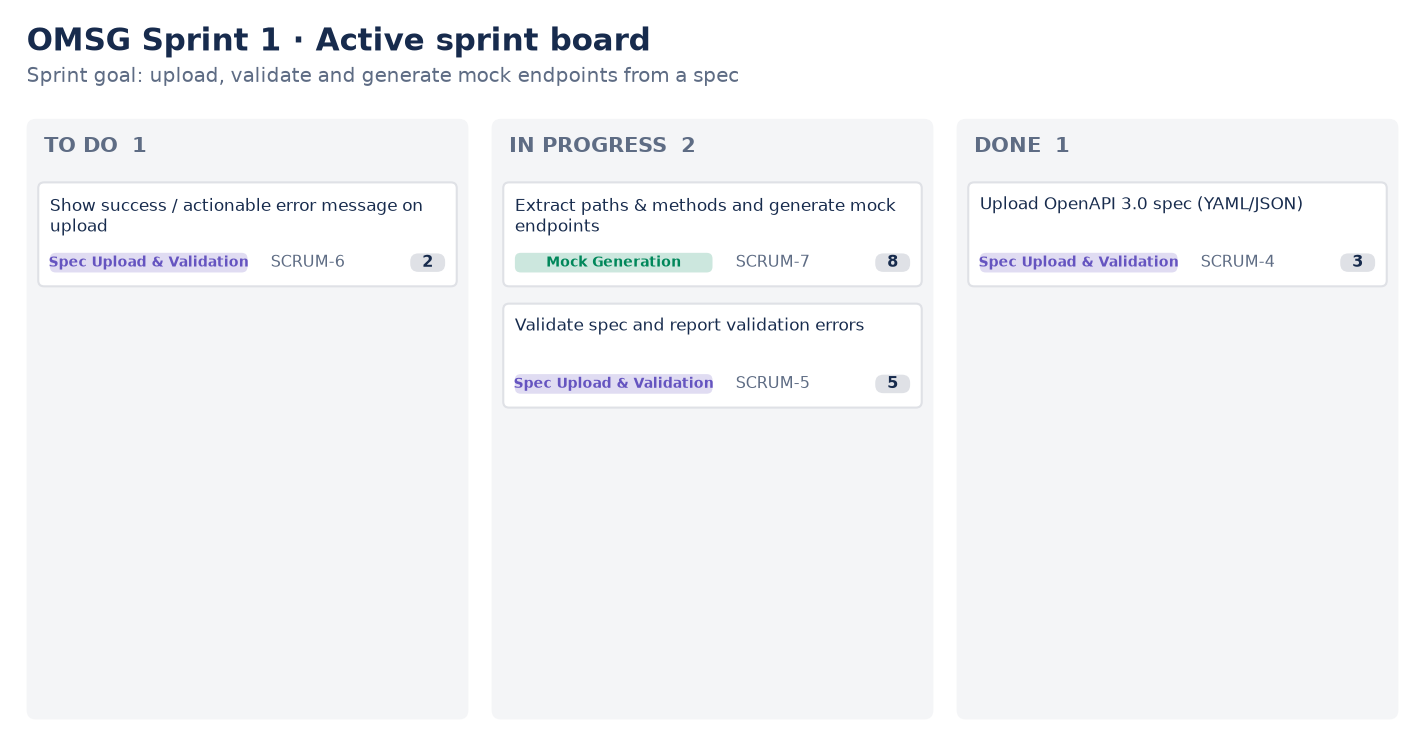 OMSG Sprint 1 · Active sprint board
Sprint goal: upload, validate and generate mock endpoints from a spec
TO DO 1
Show success / actionable error message on
upload
Spec Upload & Validation SCRUM-6 2
IN PROGRESS 2
Extract paths & methods and generate mock
endpoints
Mock Generation SCRUM-7 8
Validate spec and report validation errors
Spec Upload & Validation SCRUM-5 5
DONE 1
Upload OpenAPI 3.0 spec (YAML/JSON)
Spec Upload & Validation SCRUM-4 3